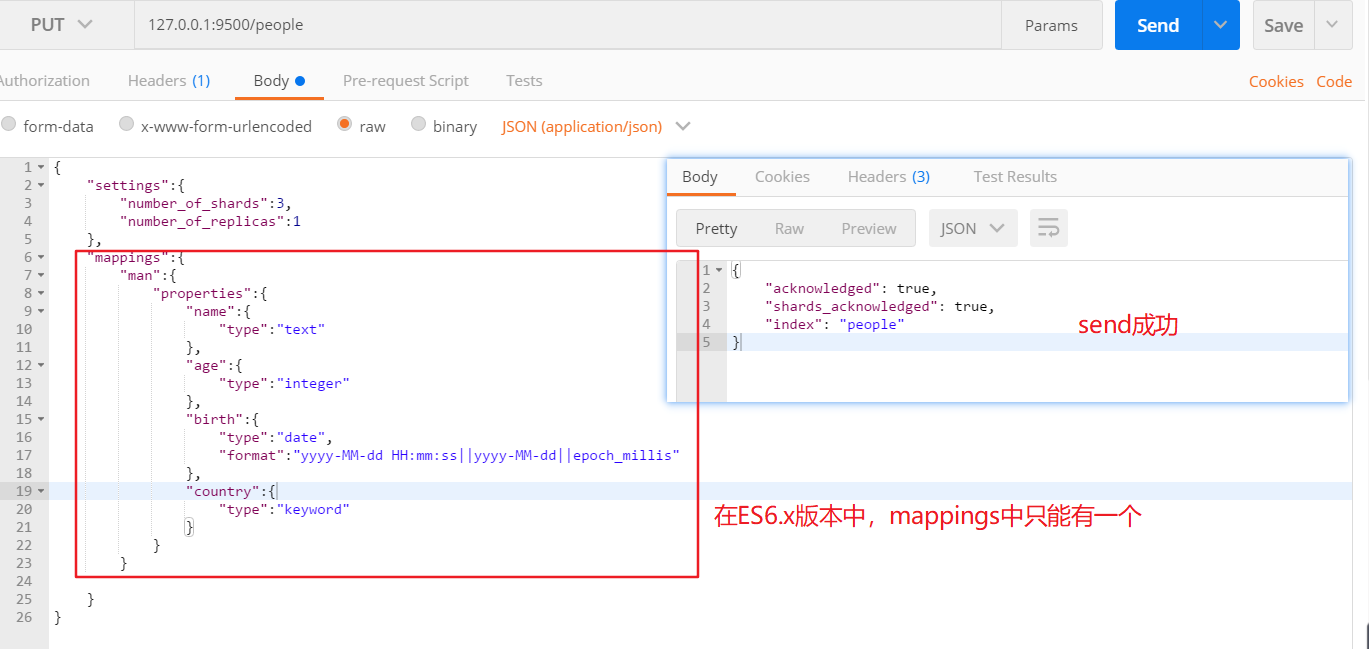 PUT 127.0.0.1:9500/people Params Send Save
Authorization Headers (1) Body Pre-request Script Tests Cookies Code
form-data x-www-form-urlencoded raw binary JSON (application/json)
1 {
2 "settings":{
3 "number_of_shards":3,
4 "number_of_replicas":1
5 },
6 "mappings":{
7 "man":{
8 "properties":{
9 "name":{
10 "type":"text"
11 },
12 "age":{
13 "type":"integer"
14 },
15 "birth":{
16 "type":"date",
17 "format":"yyyy-MM-dd HH:mm:ss||yyyy-MM-dd||epoch_millis"
18 },
19 "country":{
20 "type":"keyword"
21 }
22 }
23 }
24
25 }
26 }
Body Cookies Headers (3) Test Results
Pretty Raw Preview JSON
1 {
2 "acknowledged": true,
3 "shards_acknowledged": true,
4 "index": "people"
5 }
send成功
在ES6.x版本中，mappings中只能有一个